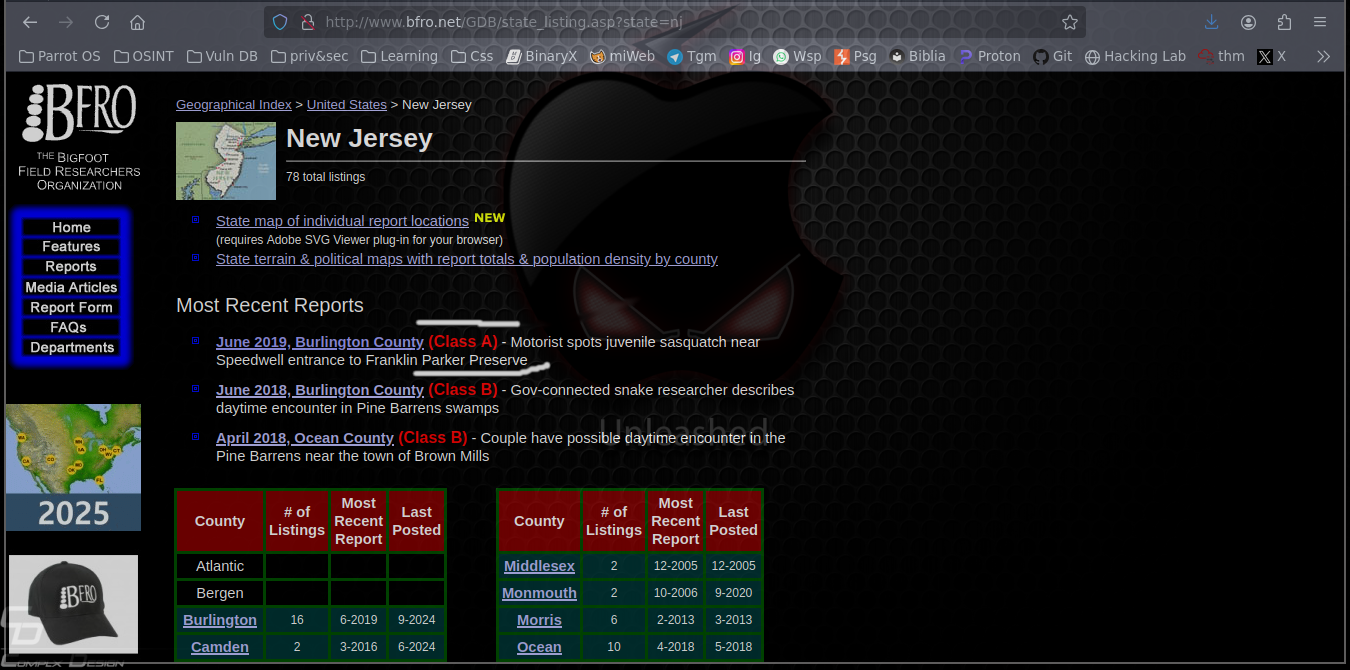 http://www.bfro.net/GDB/state_listing.asp?state=nj
Parrot OS OSINT Vuln DB priv&sec Learning Css BinaryX miWeb Tgm Ig Wsp Psg Biblia Proton Git Hacking Lab thm X
BFRO
THE BIGFOOT
FIELD RESEARCHERS
ORGANIZATION
Home
Features
Reports
Media Articles
Report Form
FAQs
Departments
2025
BFRO
COMPLEX DESIGN
Geographical Index > United States > New Jersey
New Jersey
78 total listings
State map of individual report locations NEW
(requires Adobe SVG Viewer plug-in for your browser)
State terrain & political maps with report totals & population density by county
Most Recent Reports
June 2019, Burlington County (Class A) - Motorist spots juvenile sasquatch near
Speedwell entrance to Franklin Parker Preserve
June 2018, Burlington County (Class B) - Gov-connected snake researcher describes
daytime encounter in Pine Barrens swamps
April 2018, Ocean County (Class B) - Couple have possible daytime encounter in the
Pine Barrens near the town of Brown Mills
Unleashed
County # of Listings Most Recent Report Last Posted
Atlantic
Bergen
Burlington 16 6-2019 9-2024
Camden 2 3-2016 6-2024
County # of Listings Most Recent Report Last Posted
Middlesex 2 12-2005 12-2005
Monmouth 2 10-2006 9-2020
Morris 6 2-2013 3-2013
Ocean 10 4-2018 5-2018